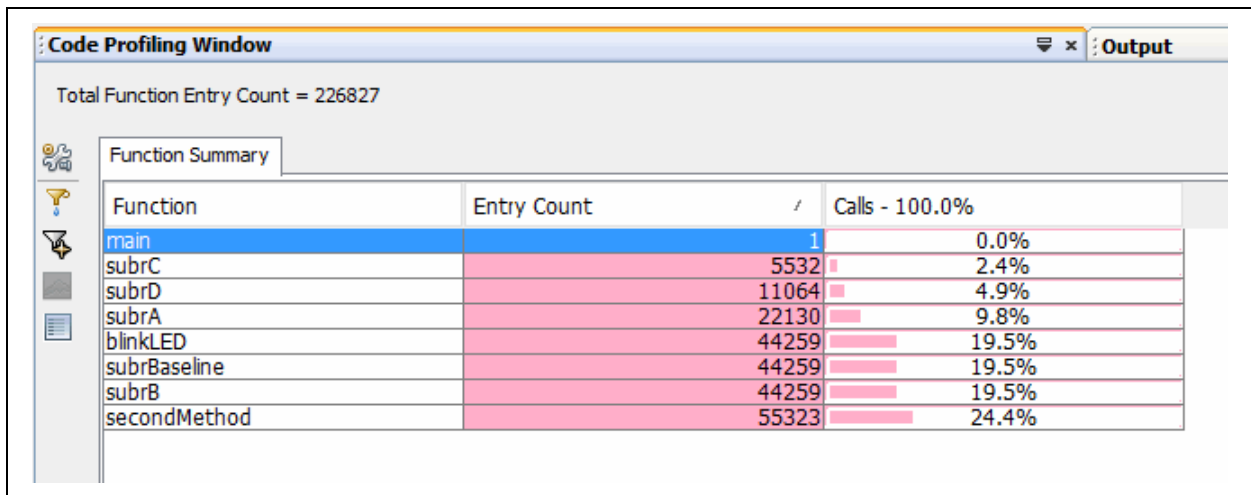 Code Profiling Window Output
Total Function Entry Count = 226827
Function Summary
Function Entry Count / Calls - 100.0%
main 1 0.0%
subrC 5532 2.4%
subrD 11064 4.9%
subrA 22130 9.8%
blinkLED 44259 19.5%
subrBaseline 44259 19.5%
subrB 44259 19.5%
secondMethod 55323 24.4%